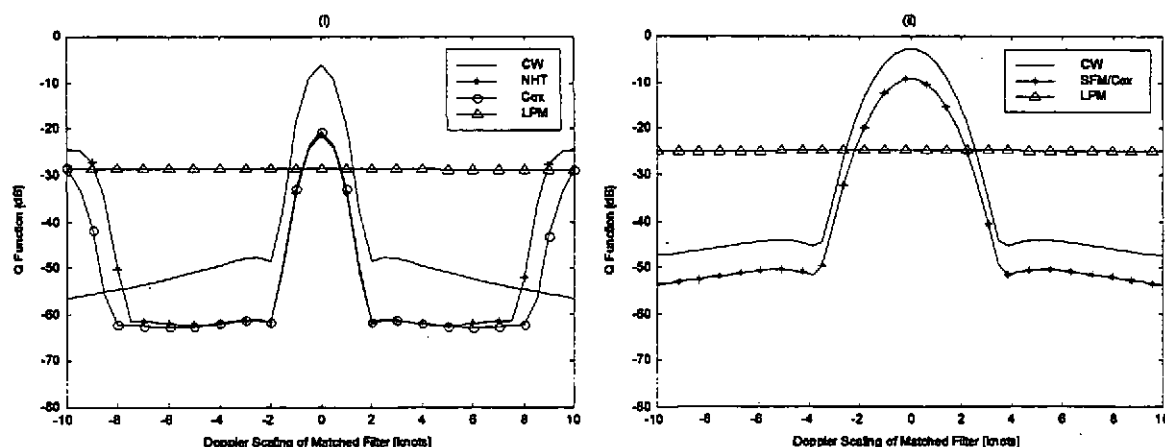 (i)
0
-10
-20
-30
-40
-50
-60
-70
-80
Q Function [dB]
CW
NHT
Cox
LPM
-10 -8 -6 -4 -2 0 2 4 6 8 10
Doppler Scaling of Matched Filter [knots]
(ii)
0
-10
-20
-30
-40
-50
-60
-70
-80
Q Function [dB]
CW
SFM/Cox
LPM
-10 -8 -6 -4 -2 0 2 4 6 8 10
Doppler Scaling of Matched Filter [knots]